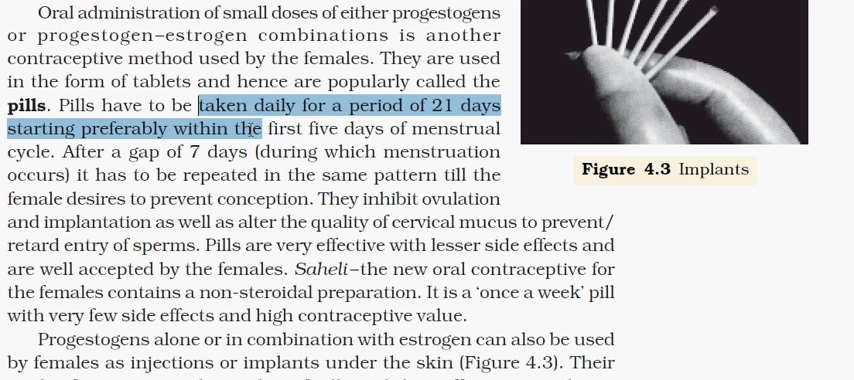 Oral administration of small doses of either progestogens
or progestogen–estrogen combinations is another
contraceptive method used by the females. They are used
in the form of tablets and hence are popularly called the
pills. Pills have to be taken daily for a period of 21 days
starting preferably within the first five days of menstrual
cycle. After a gap of 7 days (during which menstruation
occurs) it has to be repeated in the same pattern till the
female desires to prevent conception. They inhibit ovulation
and implantation as well as alter the quality of cervical mucus to prevent/
retard entry of sperms. Pills are very effective with lesser side effects and
are well accepted by the females. Saheli–the new oral contraceptive for
the females contains a non-steroidal preparation. It is a ‘once a week’ pill
with very few side effects and high contraceptive value.
Progestogens alone or in combination with estrogen can also be used
by females as injections or implants under the skin (Figure 4.3). Their
Figure 4.3 Implants